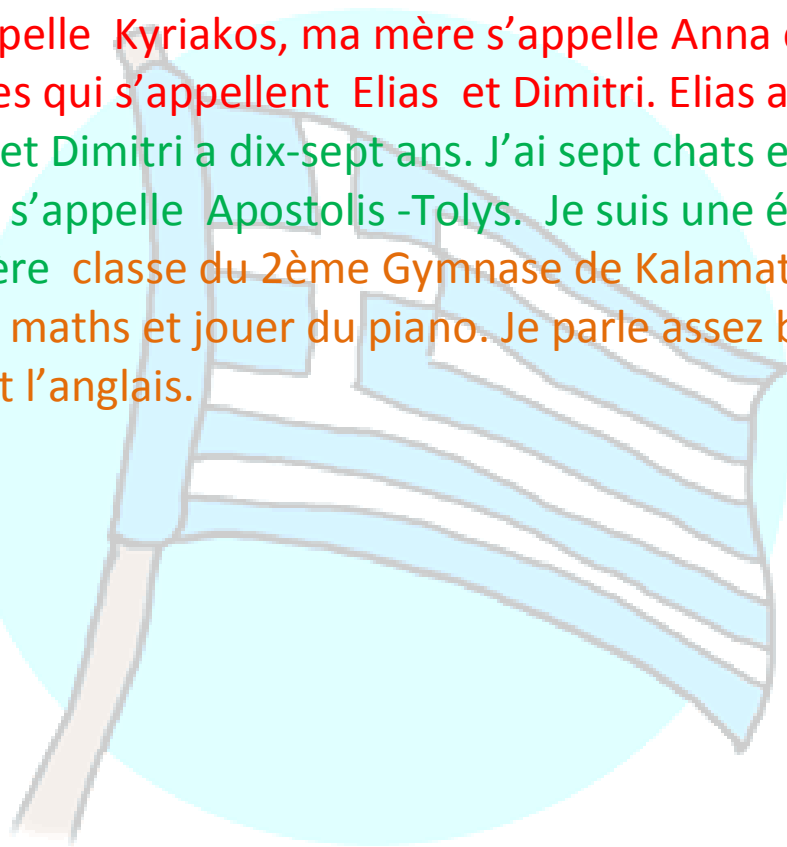 pelle Kyriakos, ma mère s’appelle Anna
es qui s’appellent Elias et Dimitri. Elias a
et Dimitri a dix-sept ans. J’ai sept chats e
s’appelle Apostolis -Tolys. Je suis une é
ere classe du 2ème Gymnase de Kalamat
maths et jouer du piano. Je parle assez b
t l’anglais.